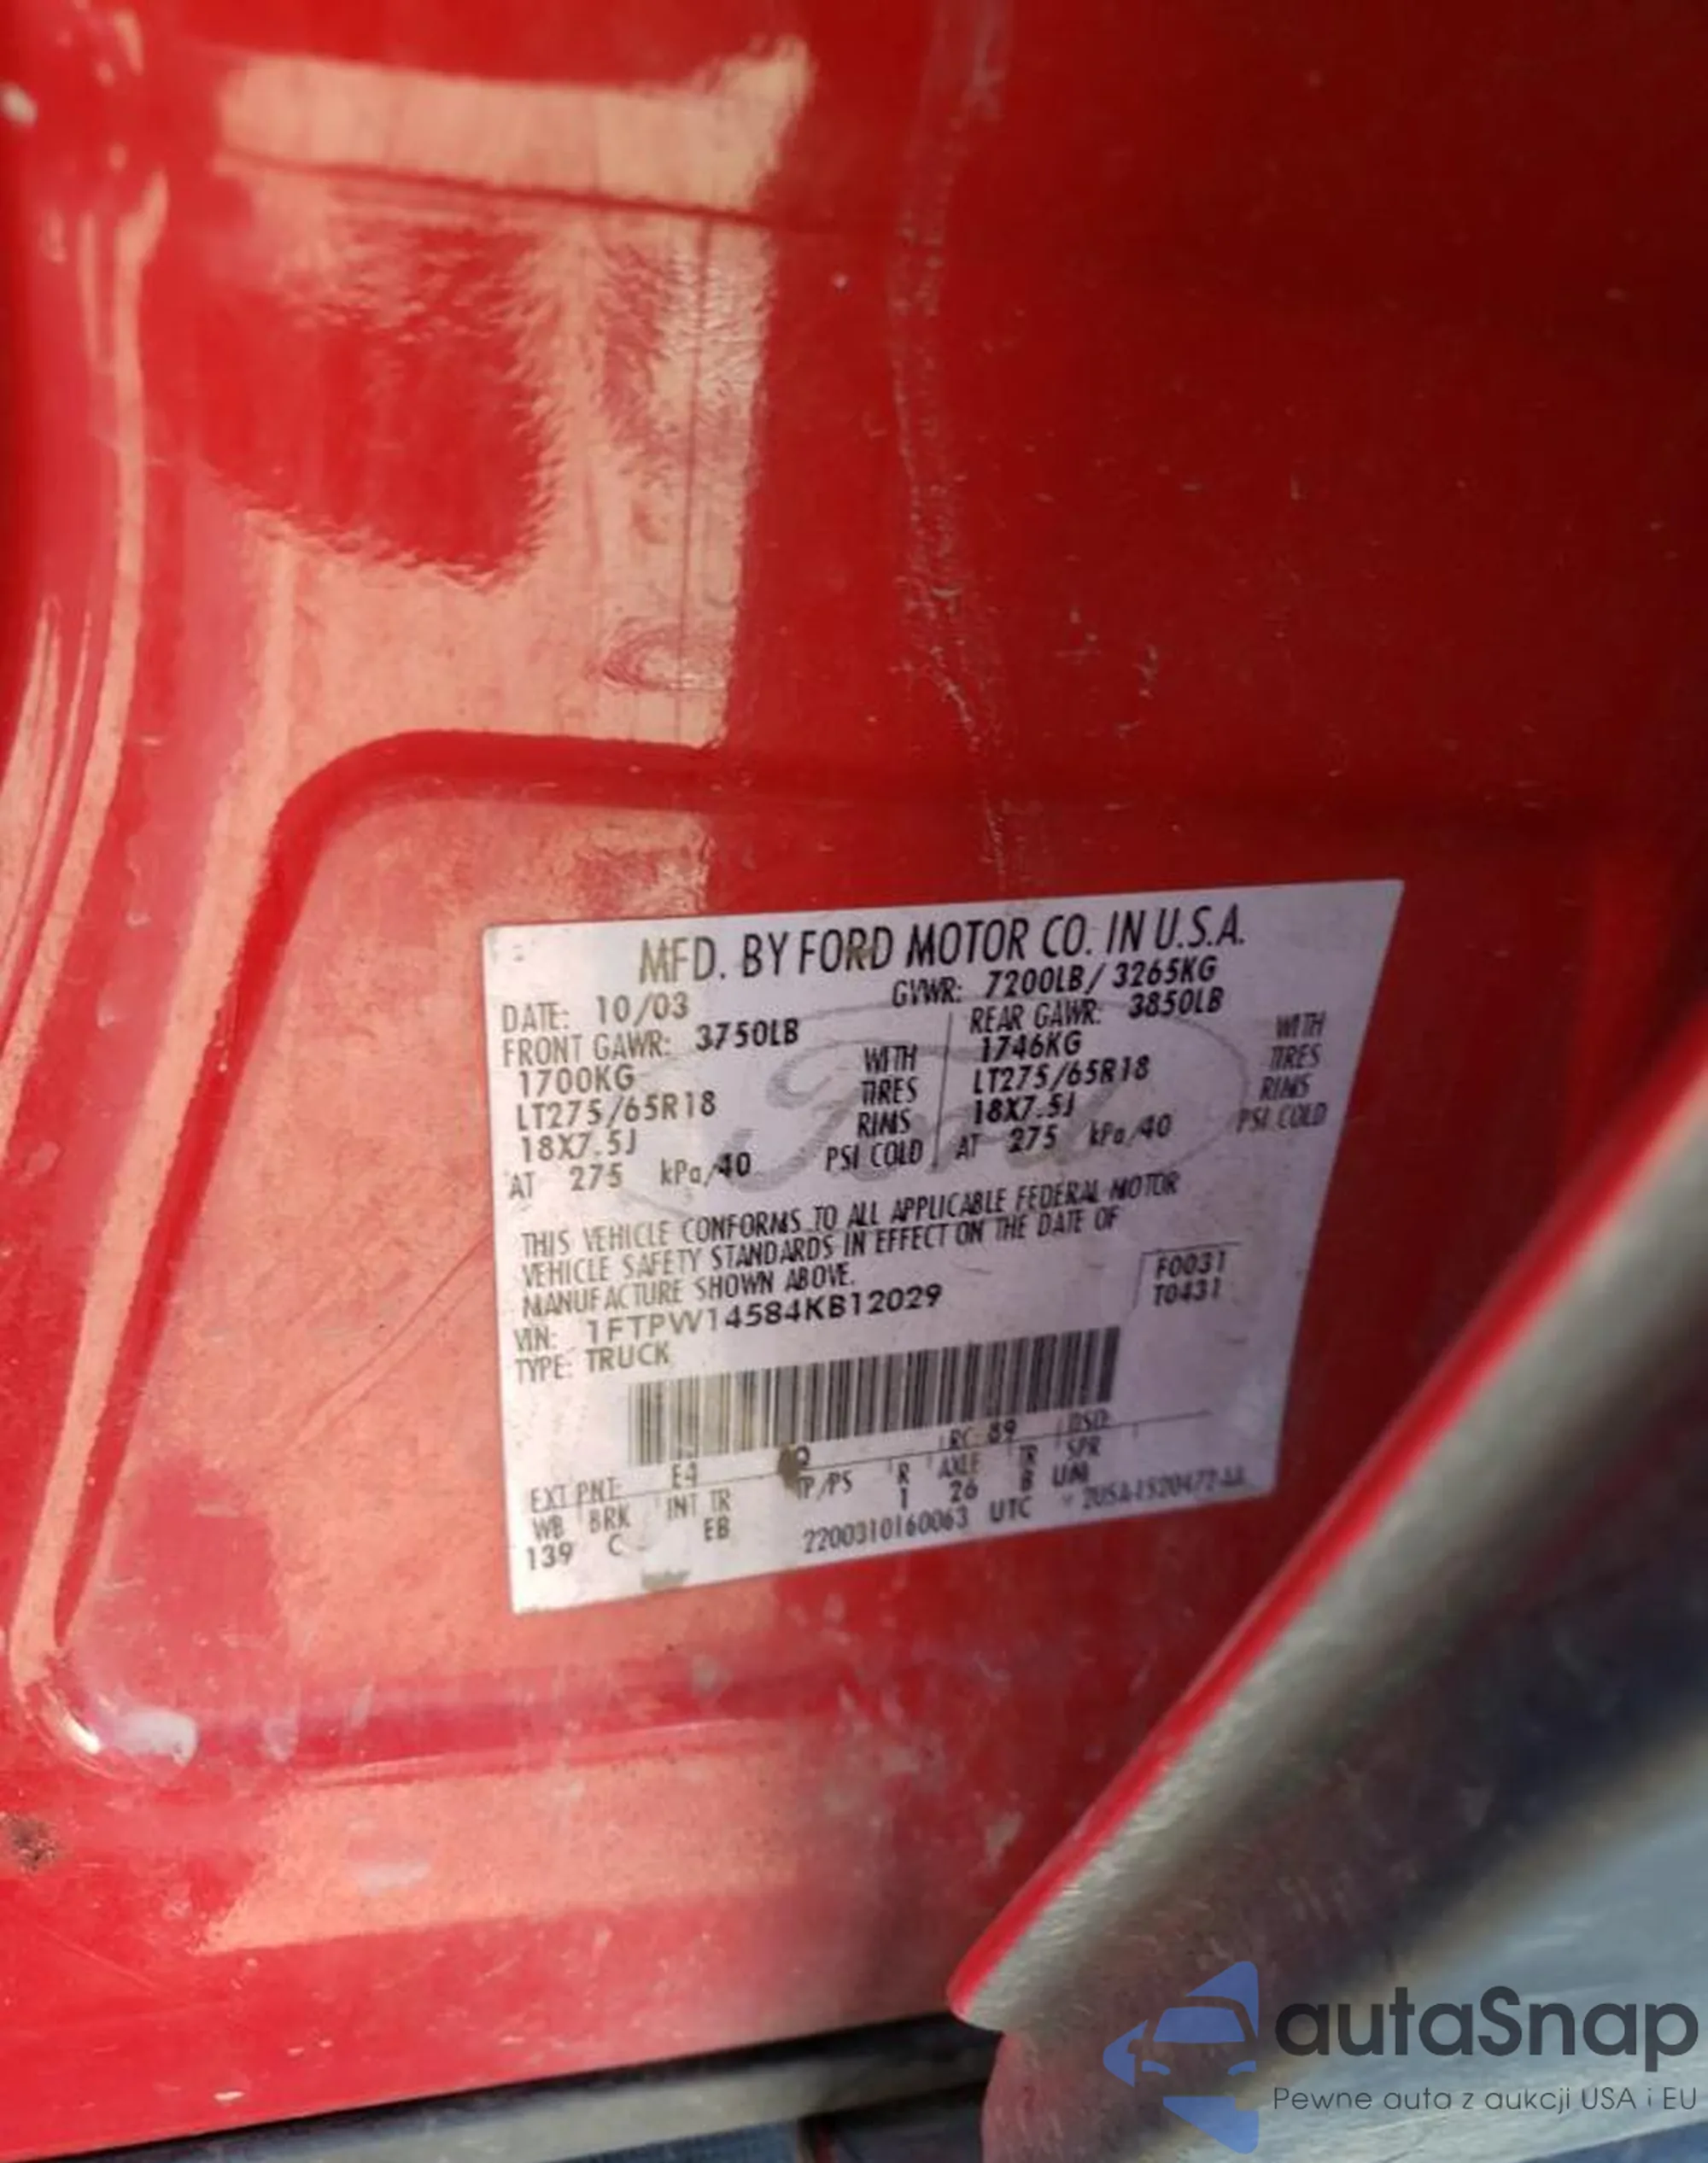 MFD. BY FORD MOTOR CO. IN U.S.A.
DATE: 10/03 GVWR: 7200LB/ 3265KG
FRONT GAWR: 3750LB REAR GAWR: 3850LB
1700KG WITH 1746KG WITH
LT275/65R18 TIRES LT275/65R18 TIRES
18X7.5J RIMS 18X7.5J RIMS
AT 275 kPa/40 PSI COLD AT 275 kPa/40 PSI COLD
Ford
THIS VEHICLE CONFORMS TO ALL APPLICABLE FEDERAL MOTOR
VEHICLE SAFETY STANDARDS IN EFFECT ON THE DATE OF
MANUFACTURE SHOWN ABOVE.
F0031
VIN: 1FTPW14584KB12029
T0431
TYPE: TRUCK
EXT PNT: E4 RC: 89 DSO:
WB BRK INT TR TP/PS R AXLE TR SPR
139 C EB 1 26 B UM
2200310160063 UTC
autaSnap
Pewne auta z aukcji USA i EU